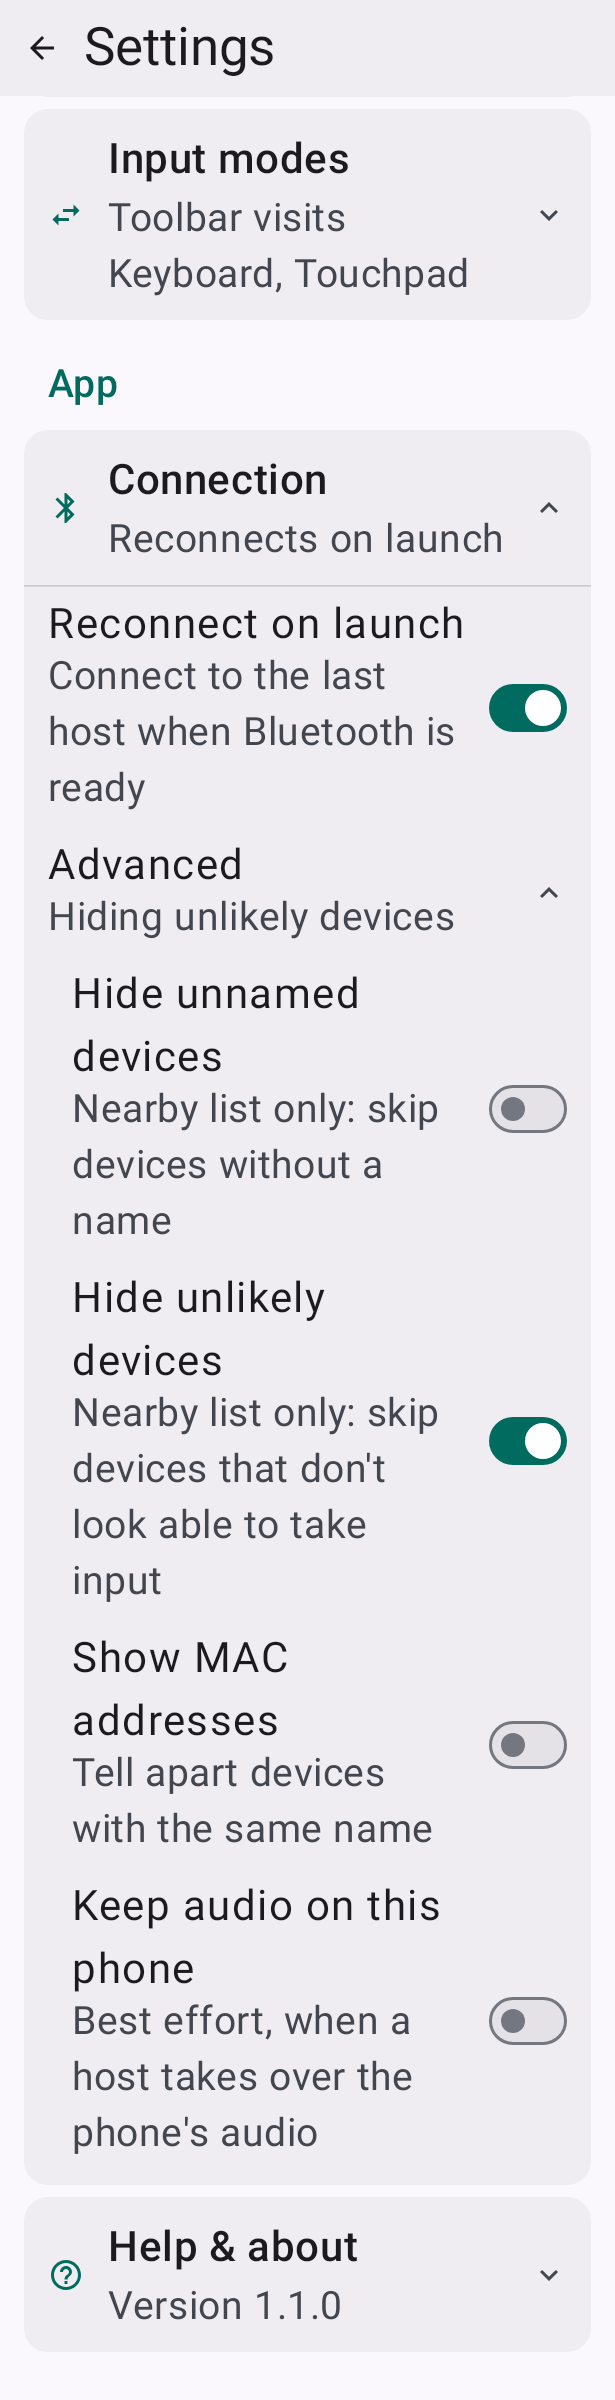 Settings
Input modes
Toolbar visits
Keyboard, Touchpad
App
Connection
Reconnects on launch
Reconnect on launch
Connect to the last
host when Bluetooth is
ready
Advanced
Hiding unlikely devices
Hide unnamed
devices
Nearby list only: skip
devices without a
name
Hide unlikely
devices
Nearby list only: skip
devices that don't
look able to take
input
Show MAC
addresses
Tell apart devices
with the same name
Keep audio on this
phone
Best effort, when a
host takes over the
phone's audio
Help & about
Version 1.1.0